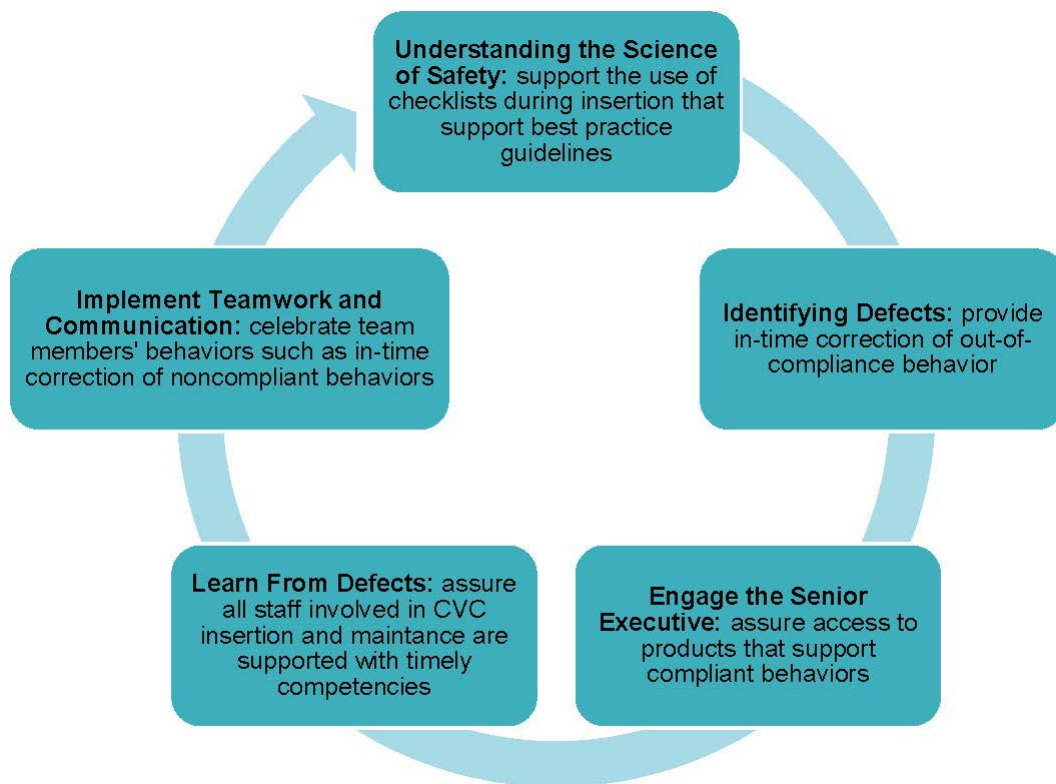 Understanding the Science
of Safety: support the use of
checklists during insertion that
support best practice
guidelines
Identifying Defects: provide
in-time correction of out-of-
compliance behavior
Engage the Senior
Executive: assure access to
products that support
compliant behaviors
Learn From Defects: assure
all staff involved in CVC
insertion and maintance are
supported with timely
competencies
Implement Teamwork and
Communication: celebrate team
members' behaviors such as in-time
correction of noncompliant behaviors